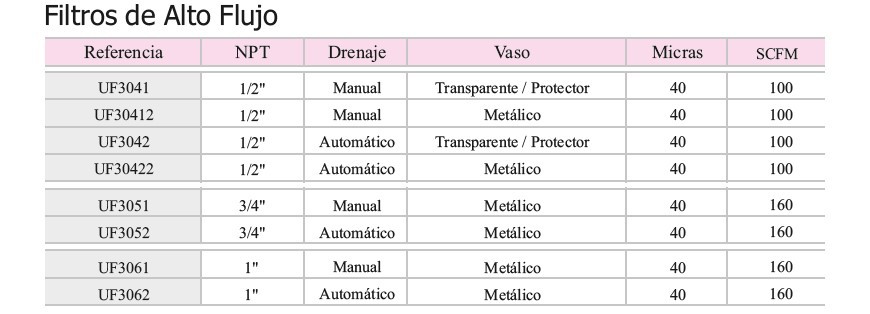 Filtros de Alto Flujo
Referencia NPT Drenaje Vaso Micras SCFM
UF3041 1/2" Manual Transparente / Protector 40 100
UF30412 1/2" Manual Metálico 40 100
UF3042 1/2" Automático Transparente / Protector 40 100
UF30422 1/2" Automático Metálico 40 100
UF3051 3/4" Manual Metálico 40 160
UF3052 3/4" Automático Metálico 40 160
UF3061 1" Manual Metálico 40 160
UF3062 1" Automático Metálico 40 160